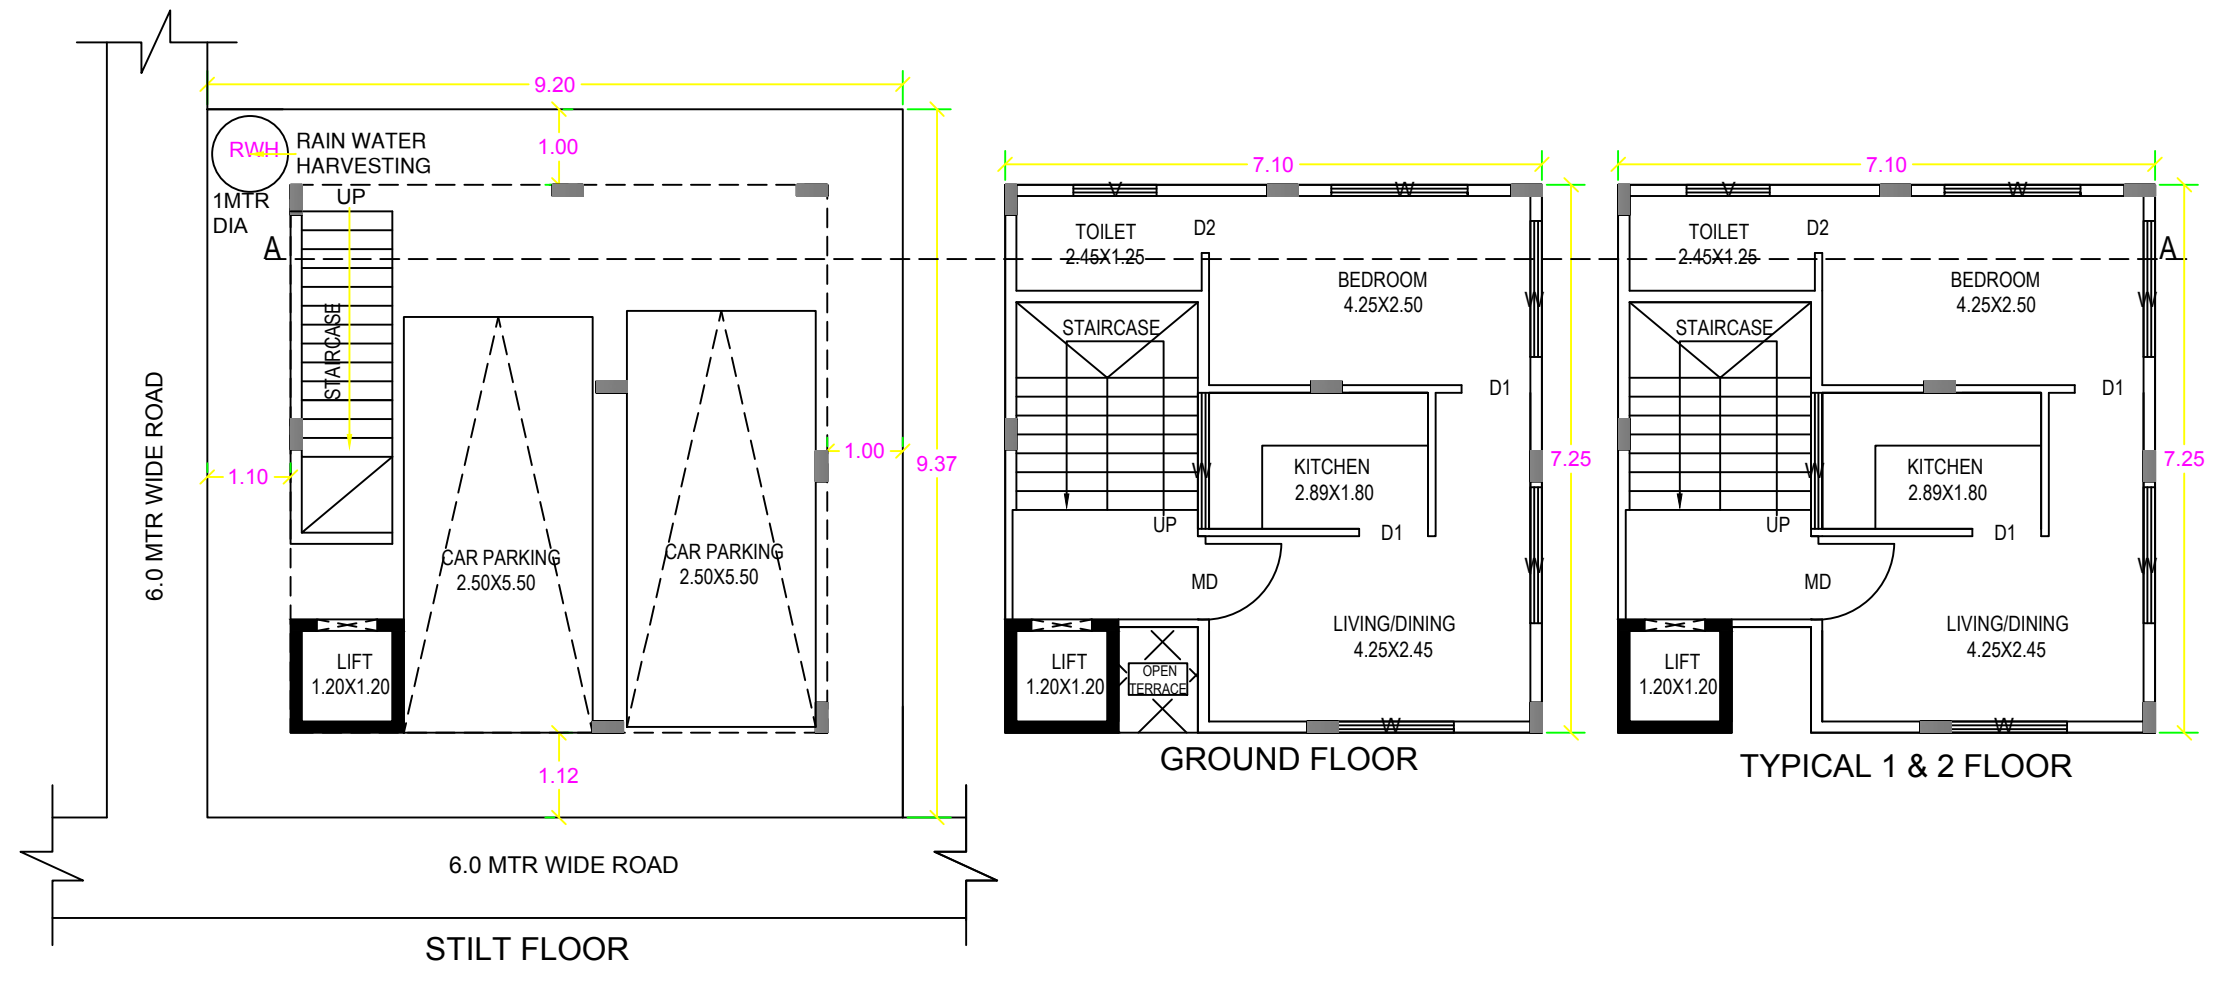 9.20
RWH
RAIN WATER
HARVESTING
1.00
1MTR
DIA
UP
A
STAIRCASE
6.0 MTR WIDE ROAD
1.10
1.00
9.37
CAR PARKING
2.50X5.50
CAR PARKING
2.50X5.50
LIFT
1.20X1.20
1.12
6.0 MTR WIDE ROAD
STILT FLOOR
7.10
V
W
TOILET
2.45X1.25
D2
BEDROOM
4.25X2.50
W
STAIRCASE
D1
KITCHEN
2.89X1.80
W
7.25
UP
D1
MD
W
LIVING/DINING
4.25X2.45
LIFT
1.20X1.20
OPEN
TERRACE
W
GROUND FLOOR
7.10
V
W
TOILET
2.45X1.25
D2
A
BEDROOM
4.25X2.50
W
STAIRCASE
D1
KITCHEN
2.89X1.80
W
7.25
UP
D1
MD
W
LIVING/DINING
4.25X2.45
LIFT
1.20X1.20
W
TYPICAL 1 & 2 FLOOR